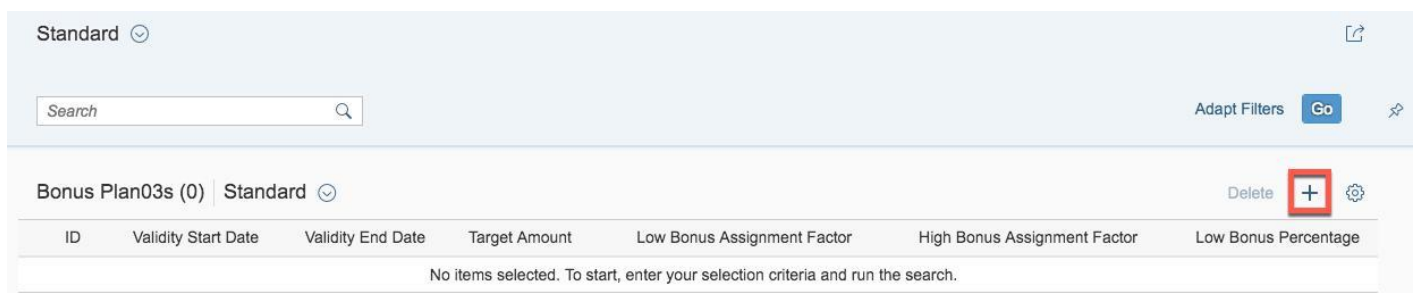 Standard
Search
Adapt Filters Go
Bonus Plan03s (0) Standard
Delete +
ID Validity Start Date Validity End Date Target Amount Low Bonus Assignment Factor High Bonus Assignment Factor Low Bonus Percentage
No items selected. To start, enter your selection criteria and run the search.